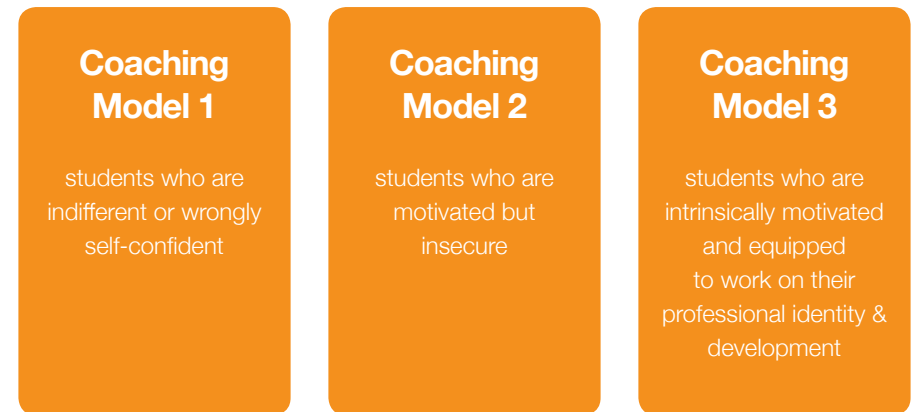 Coaching
Model 1
students who are
indifferent or wrongly
self-confident
Coaching
Model 2
students who are
motivated but
insecure
Coaching
Model 3
students who are
intrinsically motivated
and equipped
to work on their
professional identity &
development